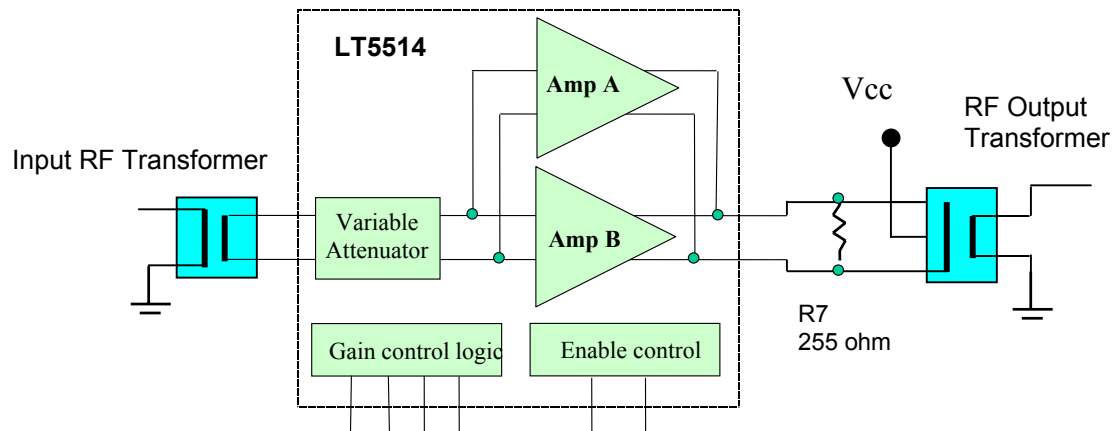 LT5514
Amp A
Vcc
RF Output
Transformer
Input RF Transformer
Variable
Attenuator
Amp B
R7
255 ohm
Gain control logic
Enable control